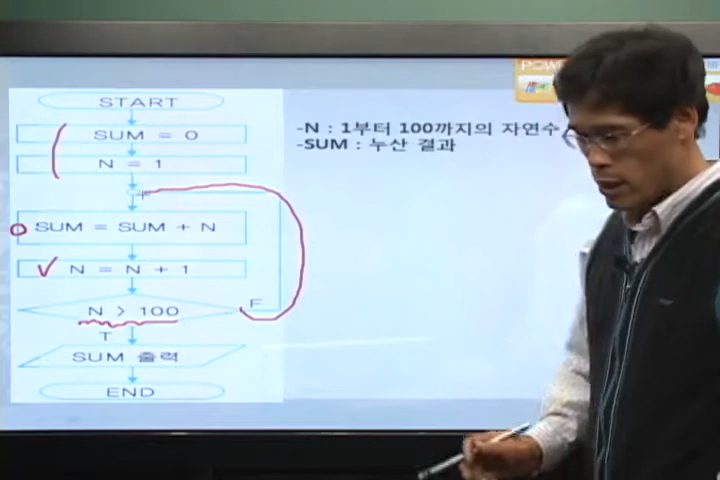 POW
START
SUM = 0
-N : 1부터 100까지의 자연수
-SUM : 누산 결과
N = 1
SUM = SUM + N
N = N + 1
N > 100
F
T
SUM 출력
END